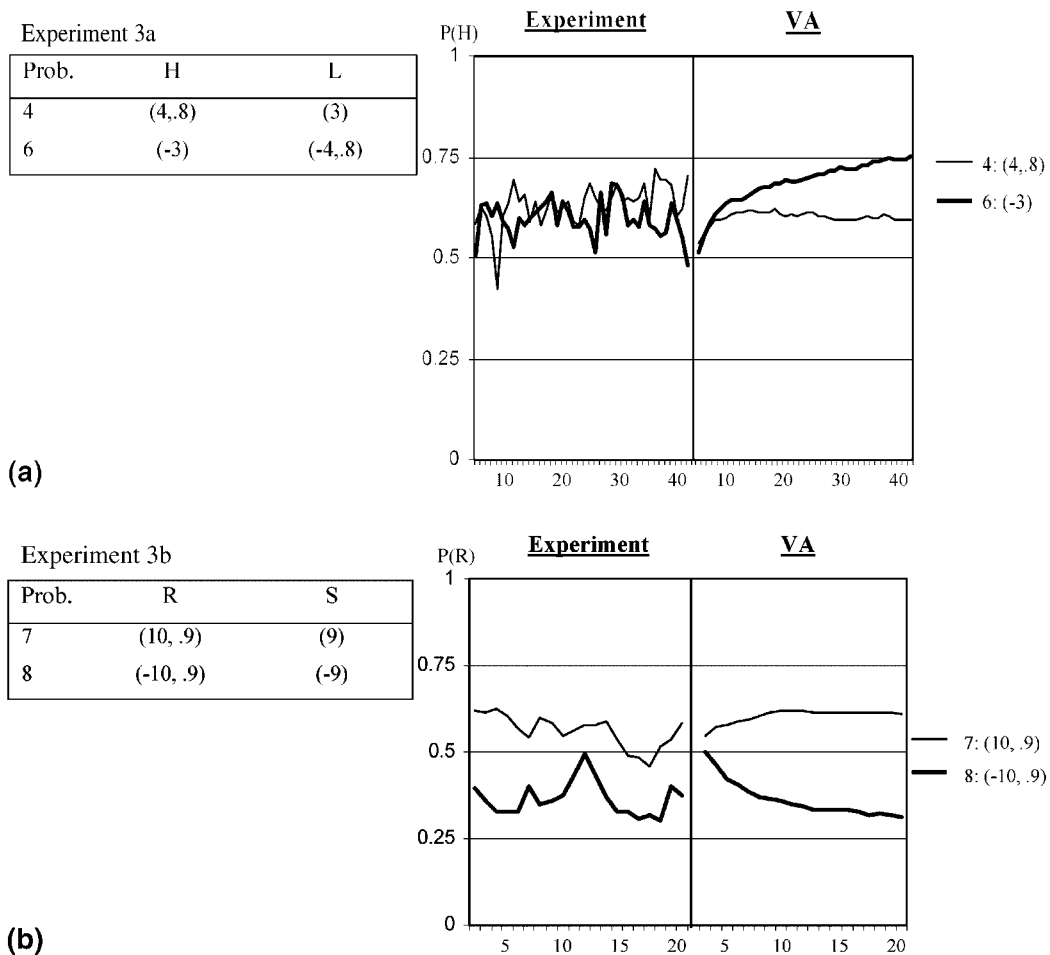 Experiment 3a
Prob. H L
4 (4,.8) (3)
6 (-3) (-4,.8)
Experiment VA
P(H)
1
0.75
0.5
0.25
0
10 20 30 40 10 20 30 40
4: (4,.8)
6: (-3)
(a)
Experiment 3b
Prob. R S
7 (10, .9) (9)
8 (-10, .9) (-9)
Experiment VA
P(R)
1
0.75
0.5
0.25
0
5 10 15 20 5 10 15 20
7: (10, .9)
8: (-10, .9)
(b)